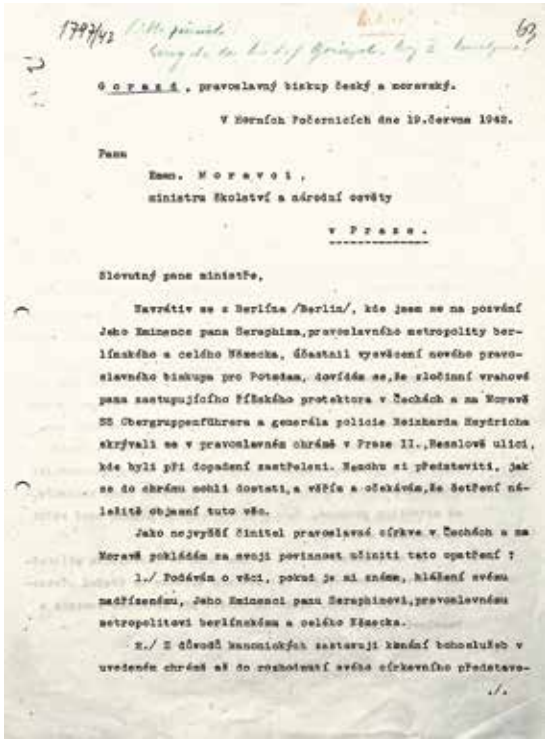 1797/42
63
Gorazd, pravoslavný biskup český a moravský.
V Horních Počernicích dne 19.června 1942.
Panu
Eman. Moravci,
ministru školství a národní osvěty
v Praze.
Slovutný pane ministře,
Navrátiv se z Berlína /Berlin/, kde jsem se na pozvání
Jeho Eminence pana Seraphima,pravoslavného metropolity ber-
línského a celého Německa, účastnil vysvěcení nového pravo-
slavného biskupa pro Potsdam, dovídám se,že zločinní vrahové
pana zastupujícího Říšského protektora v Čechách a na Moravě
SS Obergruppenführera a generála policie Reinharda Heydricha
skrývali se v pravoslavném chrámě v Praze II.,Resslově ulici,
kde byli při dopadení zastřeleni. Nemohu si představiti, jak
se do chrámu mohli dostati,a věřím a očekávám,že šetření ná-
ležitě objasní tuto věc.
Jako nejvyšší činitel pravoslavné církve v Čechách a na
Moravě pokládám za svoji povinnost učiniti tato opatření :
1./ Podávám o věci, pokud je mi známa, hlášení svému
nadřízenému, Jeho Eminenci panu Seraphimovi,pravoslavnému
metropolitovi berlínskému a celého Německa.
2./ Z důvodů kanonických zastavuji konání bohoslužeb v
uvedeném chrámě až do rozhodnutí svého církevního představe-
./.